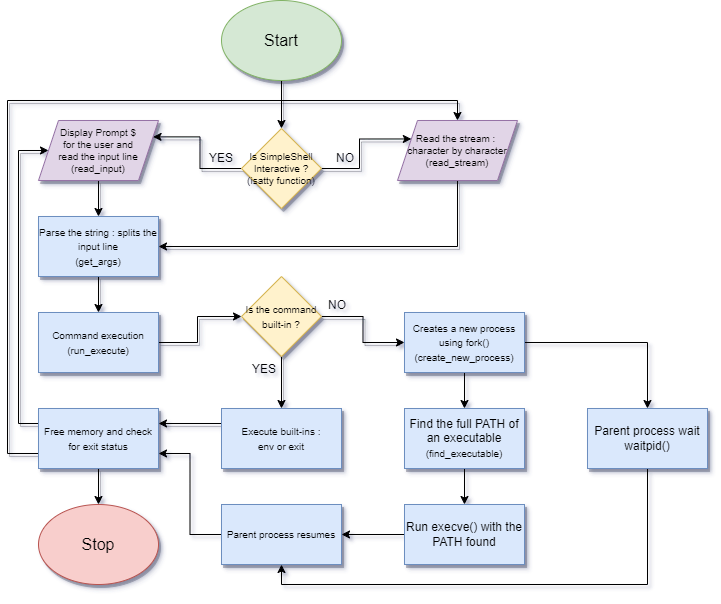 Start
Display Prompt $
for the user and
read the input line
(read_input)
YES
Is SimpleShell
Interactive ?
(Isatty function)
NO
Read the stream :
character by character
(read_stream)
Parse the string : splits the
input line
(get_args)
Command execution
(run_execute)
Is the command
built-in ?
NO
YES
Creates a new process
using fork()
(create_new_process)
Free memory and check
for exit status
Execute built-ins :
env or exit
Find the full PATH of
an executable
(find_executable)
Parent process wait
waitpid()
Stop
Parent process resumes
Run execve() with the
PATH found